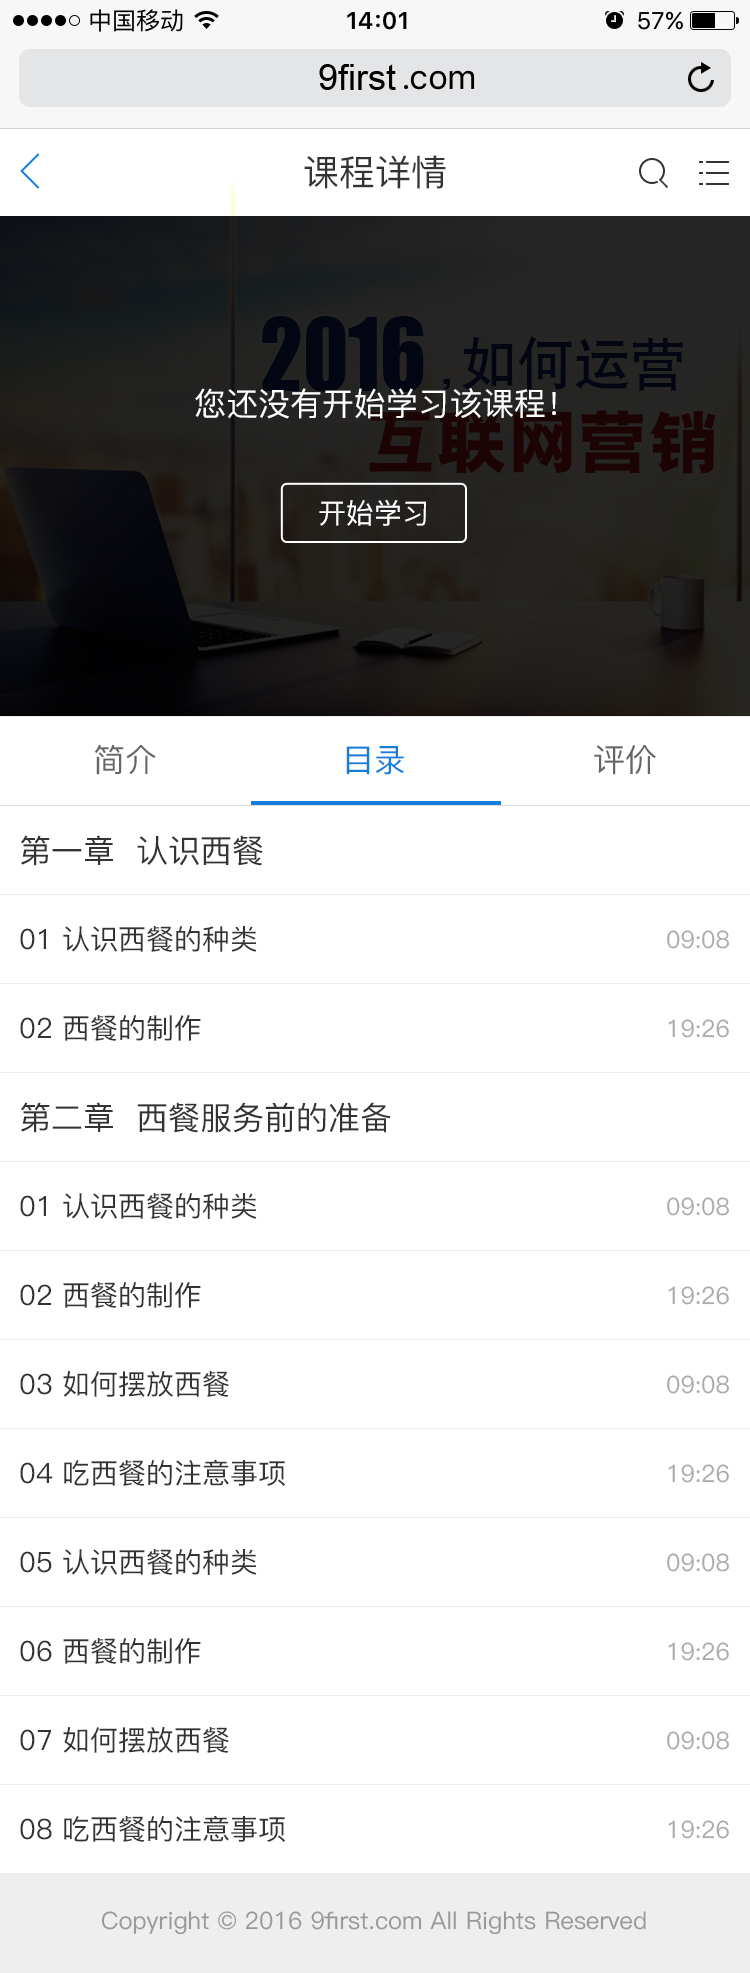 中国移动 14:01 57%
9first.com
课程详情
2016,如何运营
您还没有开始学习该课程！
互联网营销
开始学习
简介 目录 评价
第一章 认识西餐
01 认识西餐的种类 09:08
02 西餐的制作 19:26
第二章 西餐服务前的准备
01 认识西餐的种类 09:08
02 西餐的制作 19:26
03 如何摆放西餐 09:08
04 吃西餐的注意事项 19:26
05 认识西餐的种类 09:08
06 西餐的制作 19:26
07 如何摆放西餐 09:08
08 吃西餐的注意事项 19:26
Copyright © 2016 9first.com All Rights Reserved